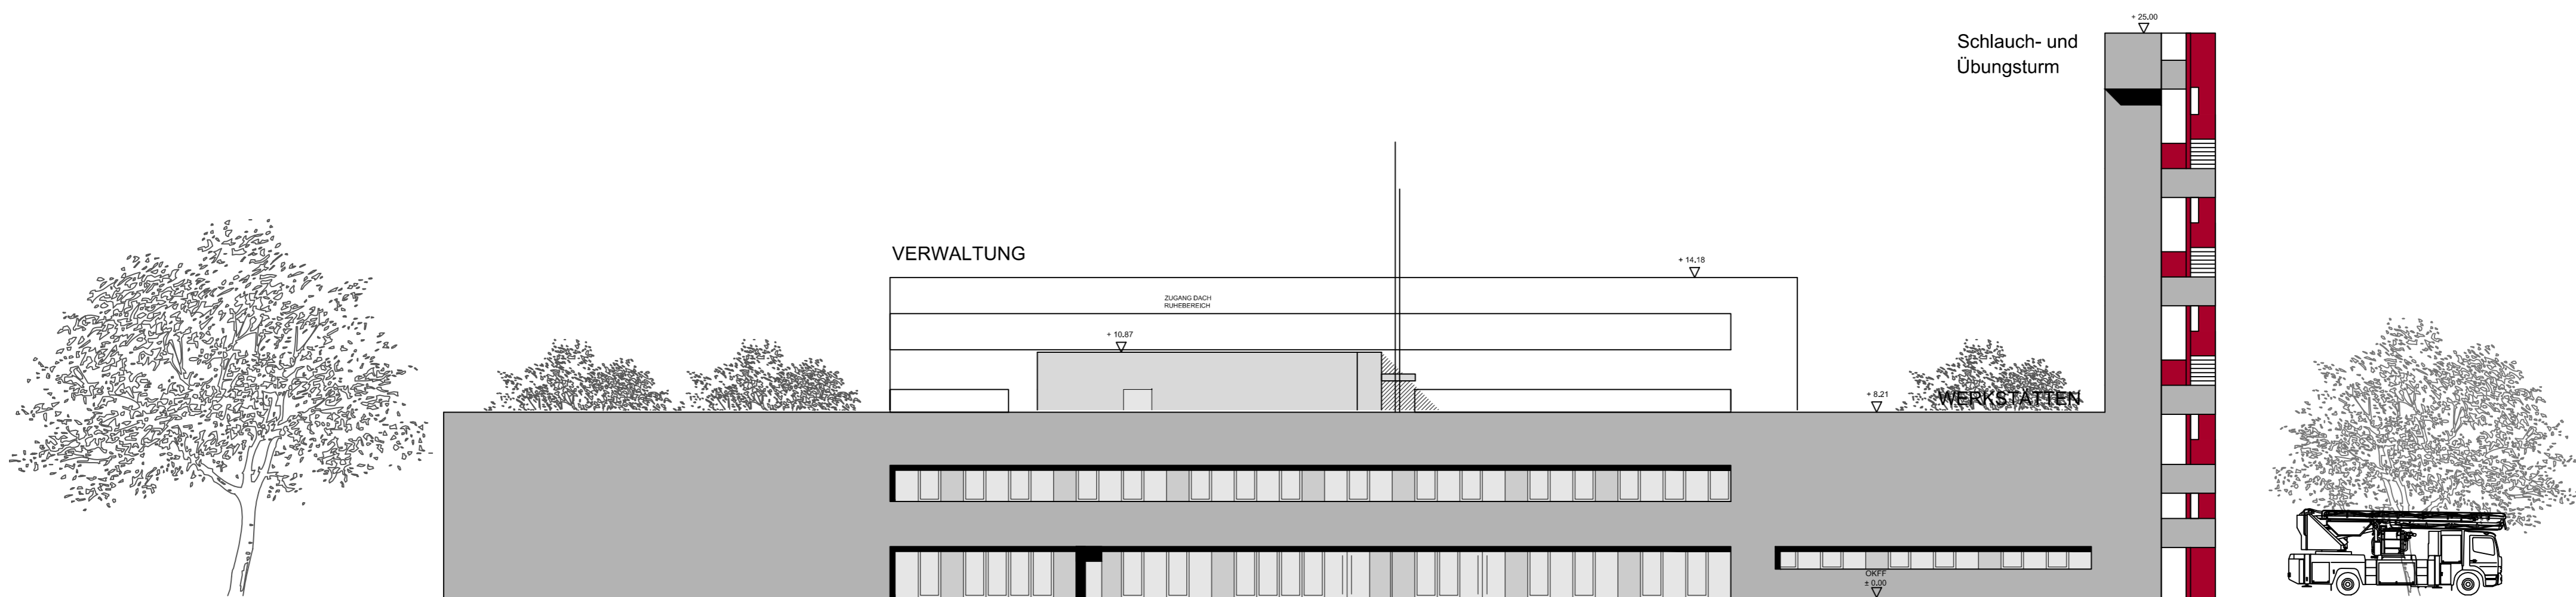 + 25.00
Schlauch- und
Übungsturm
VERWALTUNG
+ 14.18
ZUGANG DACH
RUHEBEREICH
+ 10.87
+ 8.21
WERKSTÄTTEN
OKFF
± 0.00